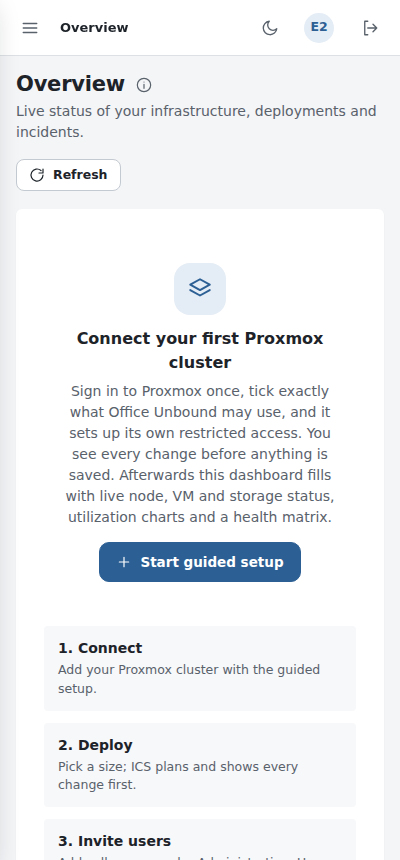 Overview
E2
Overview
Live status of your infrastructure, deployments and
incidents.
Refresh
Connect your first Proxmox
cluster
Sign in to Proxmox once, tick exactly
what Office Unbound may use, and it
sets up its own restricted access. You
see every change before anything is
saved. Afterwards this dashboard fills
with live node, VM and storage status,
utilization charts and a health matrix.
Start guided setup
1. Connect
Add your Proxmox cluster with the guided
setup.
2. Deploy
Pick a size; ICS plans and shows every
change first.
3. Invite users